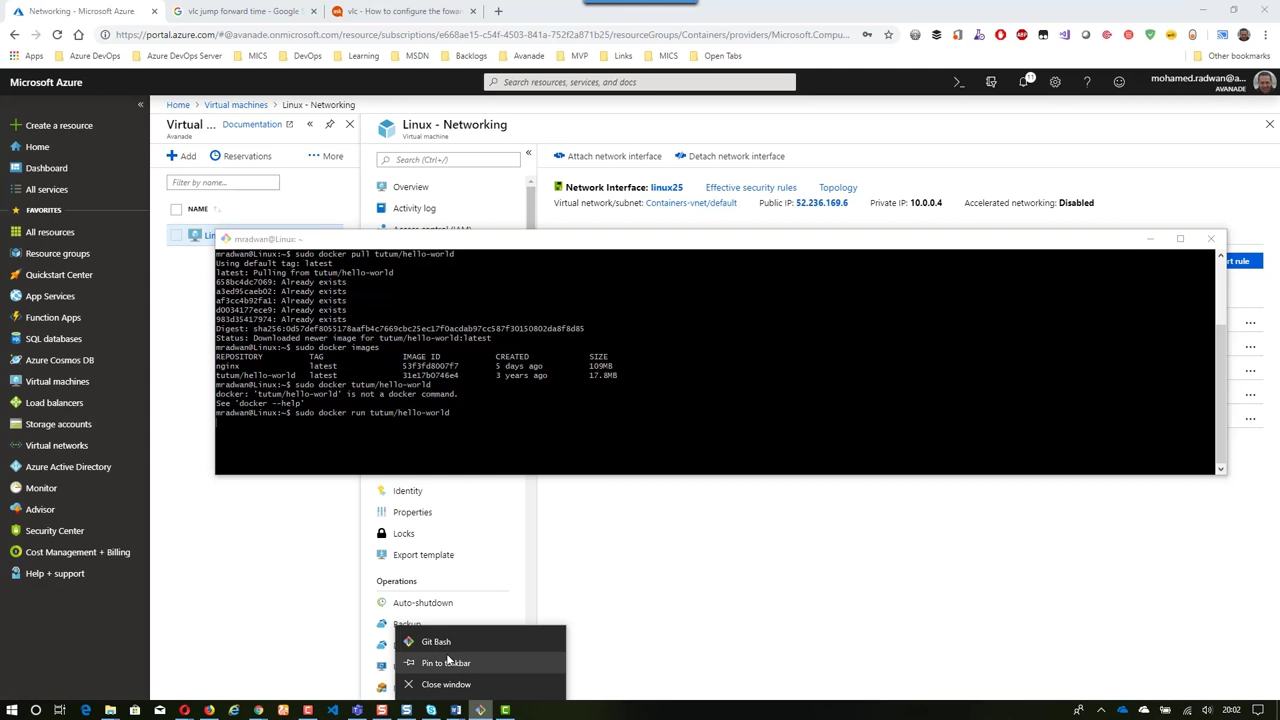 Networking - Microsoft Azure
vlc jump forward time - Google S
vlc - How to configure the fowar
https://portal.azure.com/#@avanade.onmicrosoft.com/resource/subscriptions/e668ae15-c54f-4503-841a-752f2a871b25/resourceGroups/Containers/providers/Microsoft.Compu...
Apps
Azure DevOps
Azure DevOps Global
MICS
DevOps
Learning
MSDN
Backlogs
Avanade
MVP
Links
MICS
Open Tabs
Other bookmarks
Microsoft Azure
Search resources, services, and docs
11
mohamed.radwan@a...
AVANADE
Home
Virtual machines
Linux - Networking
Create a resource
Home
Dashboard
All services
FAVORITES
All resources
Resource groups
Quickstart Center
App Services
Function Apps
SQL databases
Azure Cosmos DB
Virtual machines
Load balancers
Storage accounts
Virtual networks
Azure Active Directory
Monitor
Advisor
Security Center
Cost Management + Billing
Help + support
Virtual ...
Documentation
Avanade
Add
Reservations
More
Filter by name...
NAME
Linux - Networking
Virtual machine
Search (Ctrl+/)
Overview
Activity log
Attach network interface
Detach network interface
Network Interface: linux25
Effective security rules
Topology
Virtual network/subnet: Containers-vnet/default
Public IP: 52.236.169.6
Private IP: 10.0.0.4
Accelerated networking: Disabled
rt rule
mradwan@Linux: ~
mradwan@Linux:~$ sudo docker pull tutum/hello-world
Using default tag: latest
latest: Pulling from tutum/hello-world
658bc4dc7069: Already exists
a3ed95caeb02: Already exists
af3cc4b92fa1: Already exists
d0034177ece9: Already exists
983d35417974: Already exists
Digest: sha256:0d57def8055178aafb4c7669cbc25ec17f0acdab97cc587f30150802da8f8d85
Status: Downloaded newer image for tutum/hello-world:latest
mradwan@Linux:~$ sudo docker images
REPOSITORY TAG IMAGE ID CREATED SIZE
nginx latest 53f3fd8007f7 5 days ago 109MB
tutum/hello-world latest 31e17b0746e4 3 years ago 17.8MB
mradwan@Linux:~$ sudo docker tutum/hello-world
docker: 'tutum/hello-world' is not a docker command.
See 'docker --help'
mradwan@Linux:~$ sudo docker run tutum/hello-world
Identity
Properties
Locks
Export template
Operations
Auto-shutdown
Backup
Git Bash
Pin to taskbar
Close window
ENG
20:02